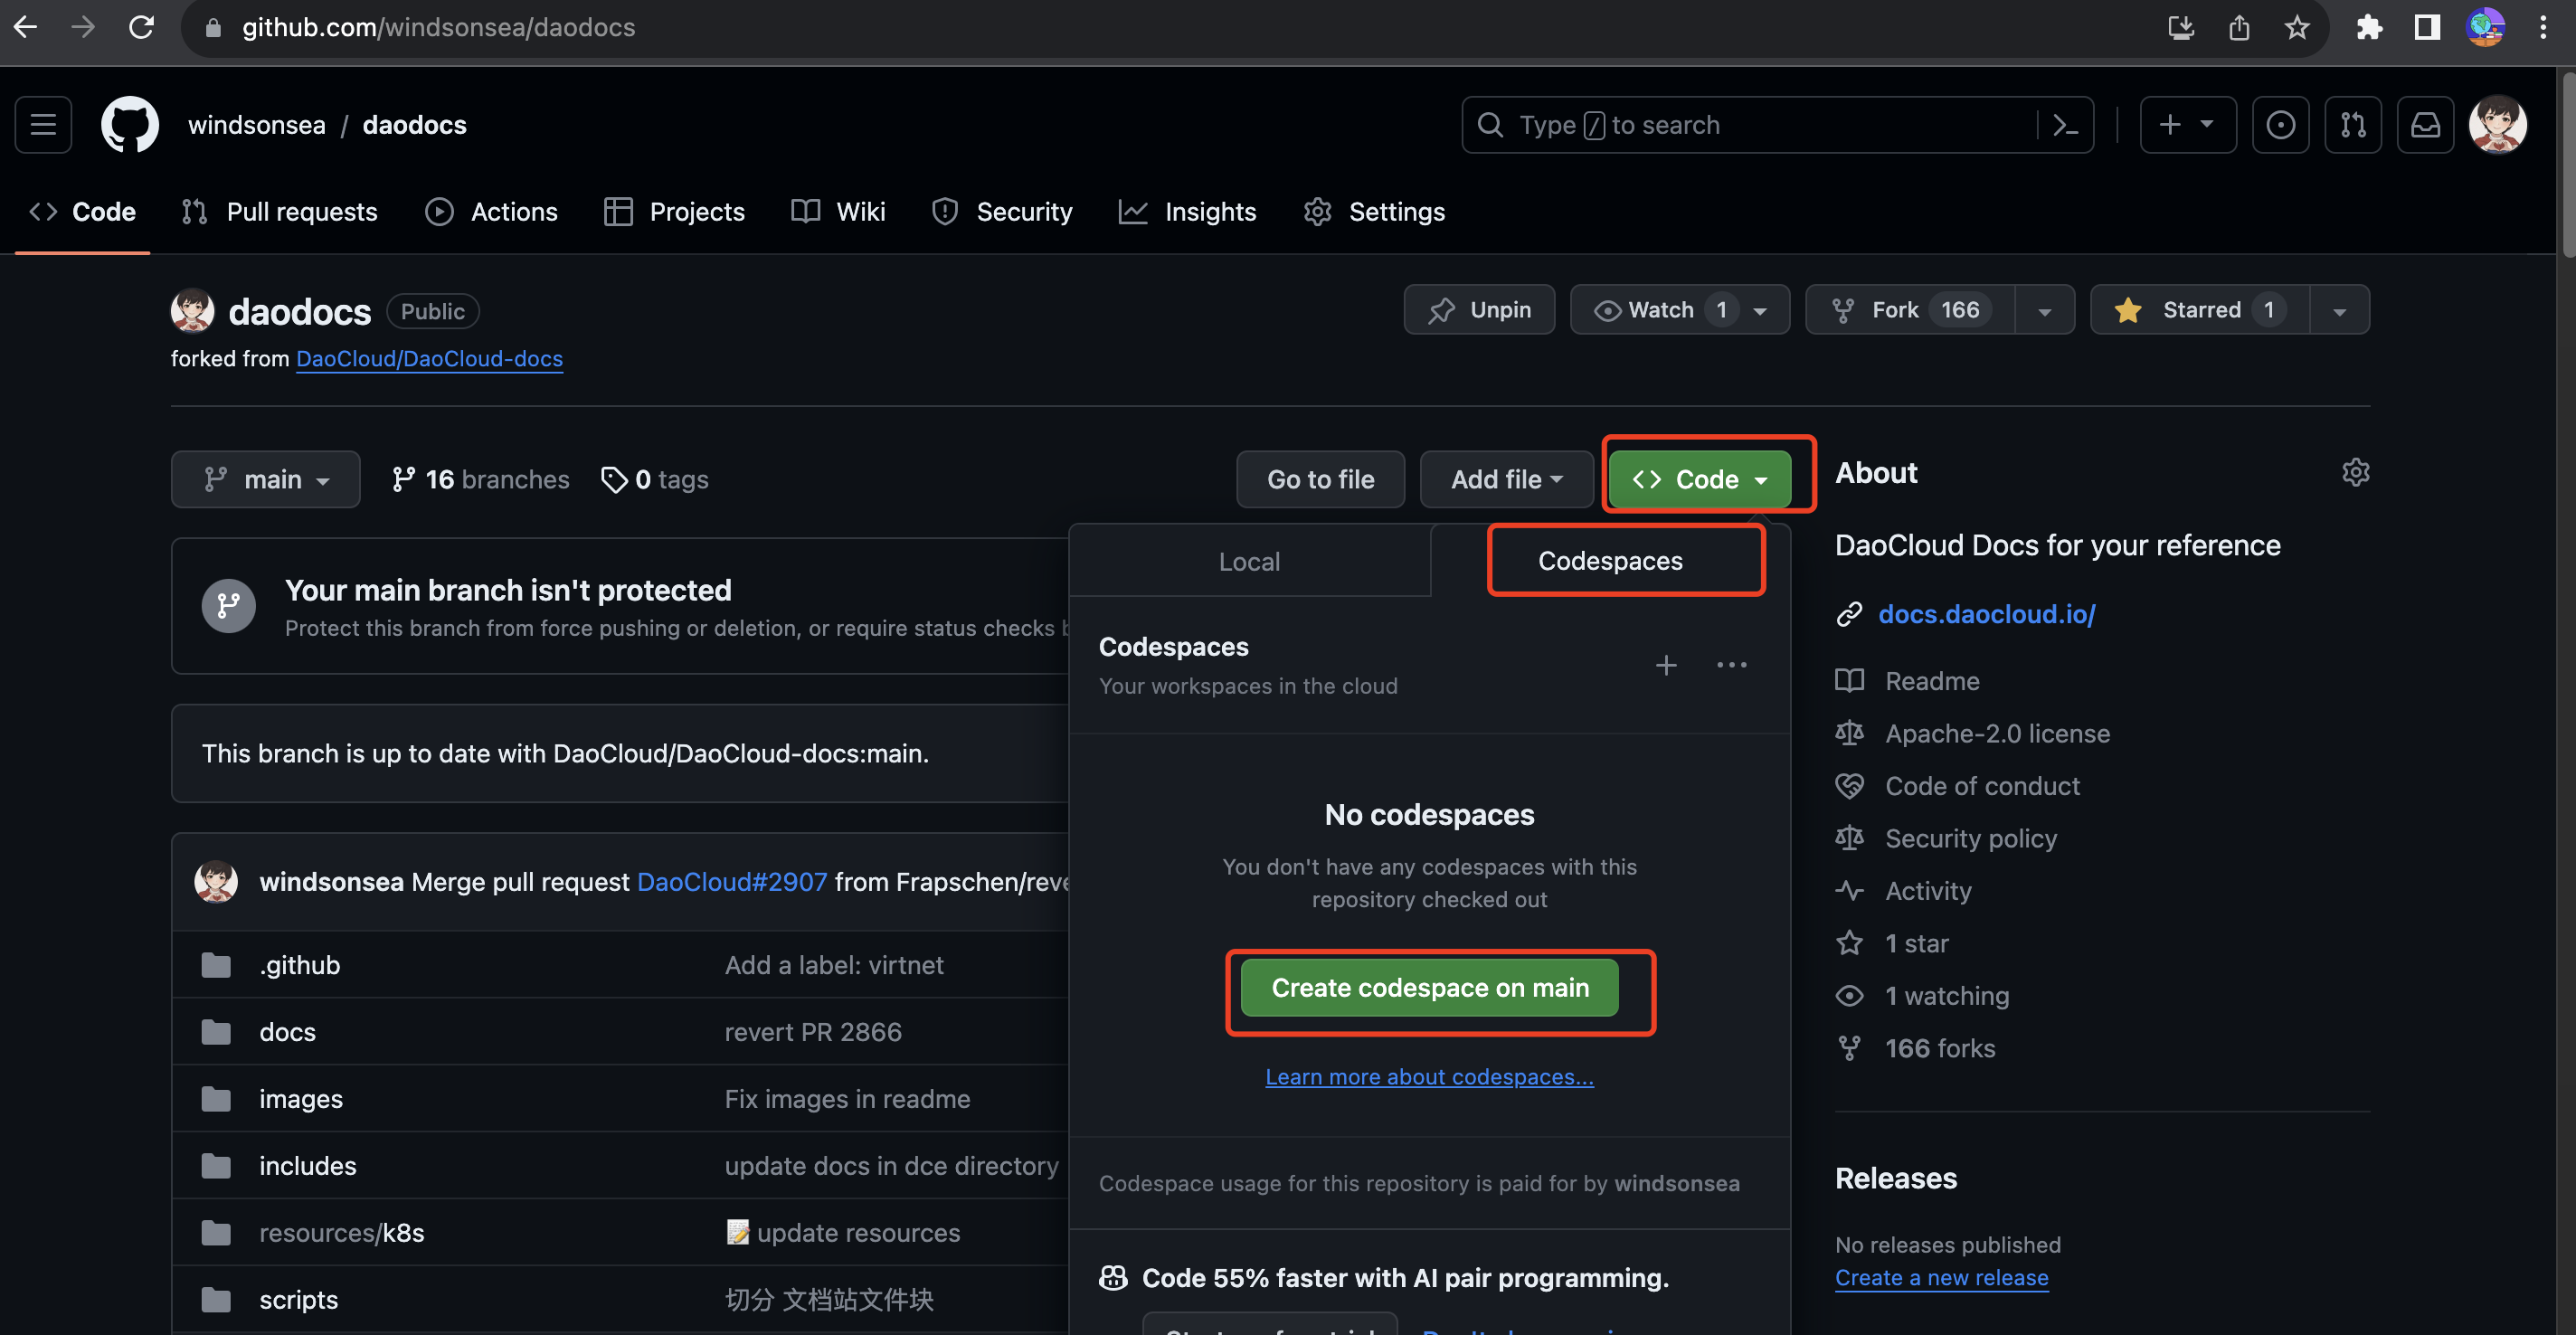 github.com/windsonsea/daodocs
windsonsea / daodocs
Type / to search
Code
Pull requests
Actions
Projects
Wiki
Security
Insights
Settings
daodocs Public
Unpin
Watch 1
Fork 166
Starred 1
forked from DaoCloud/DaoCloud-docs
main
16 branches
0 tags
Go to file
Add file
Code
Local
Codespaces
Codespaces
Your workspaces in the cloud
No codespaces
You don't have any codespaces with this
repository checked out
Create codespace on main
Learn more about codespaces...
Codespace usage for this repository is paid for by windsonsea
Code 55% faster with AI pair programming.
Your main branch isn't protected
Protect this branch from force pushing or deletion, or require status checks
This branch is up to date with DaoCloud/DaoCloud-docs:main.
windsonsea Merge pull request DaoCloud#2907 from Frapschen/reve
.github
Add a label: virtnet
docs
revert PR 2866
images
Fix images in readme
includes
update docs in dce directory
resources/k8s
📝 update resources
scripts
切分 文档站文件块
About
DaoCloud Docs for your reference
docs.daocloud.io/
Readme
Apache-2.0 license
Code of conduct
Security policy
Activity
1 star
1 watching
166 forks
Releases
No releases published
Create a new release